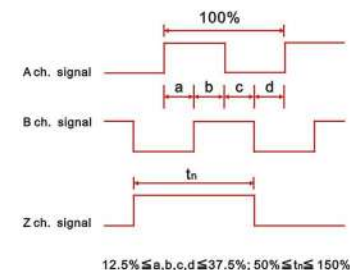 100%
A ch. signal
a b c d
B ch. signal
tn
Z ch. signal
12.5%≦a,b,c,d≦37.5%; 50%≦tn≦150%